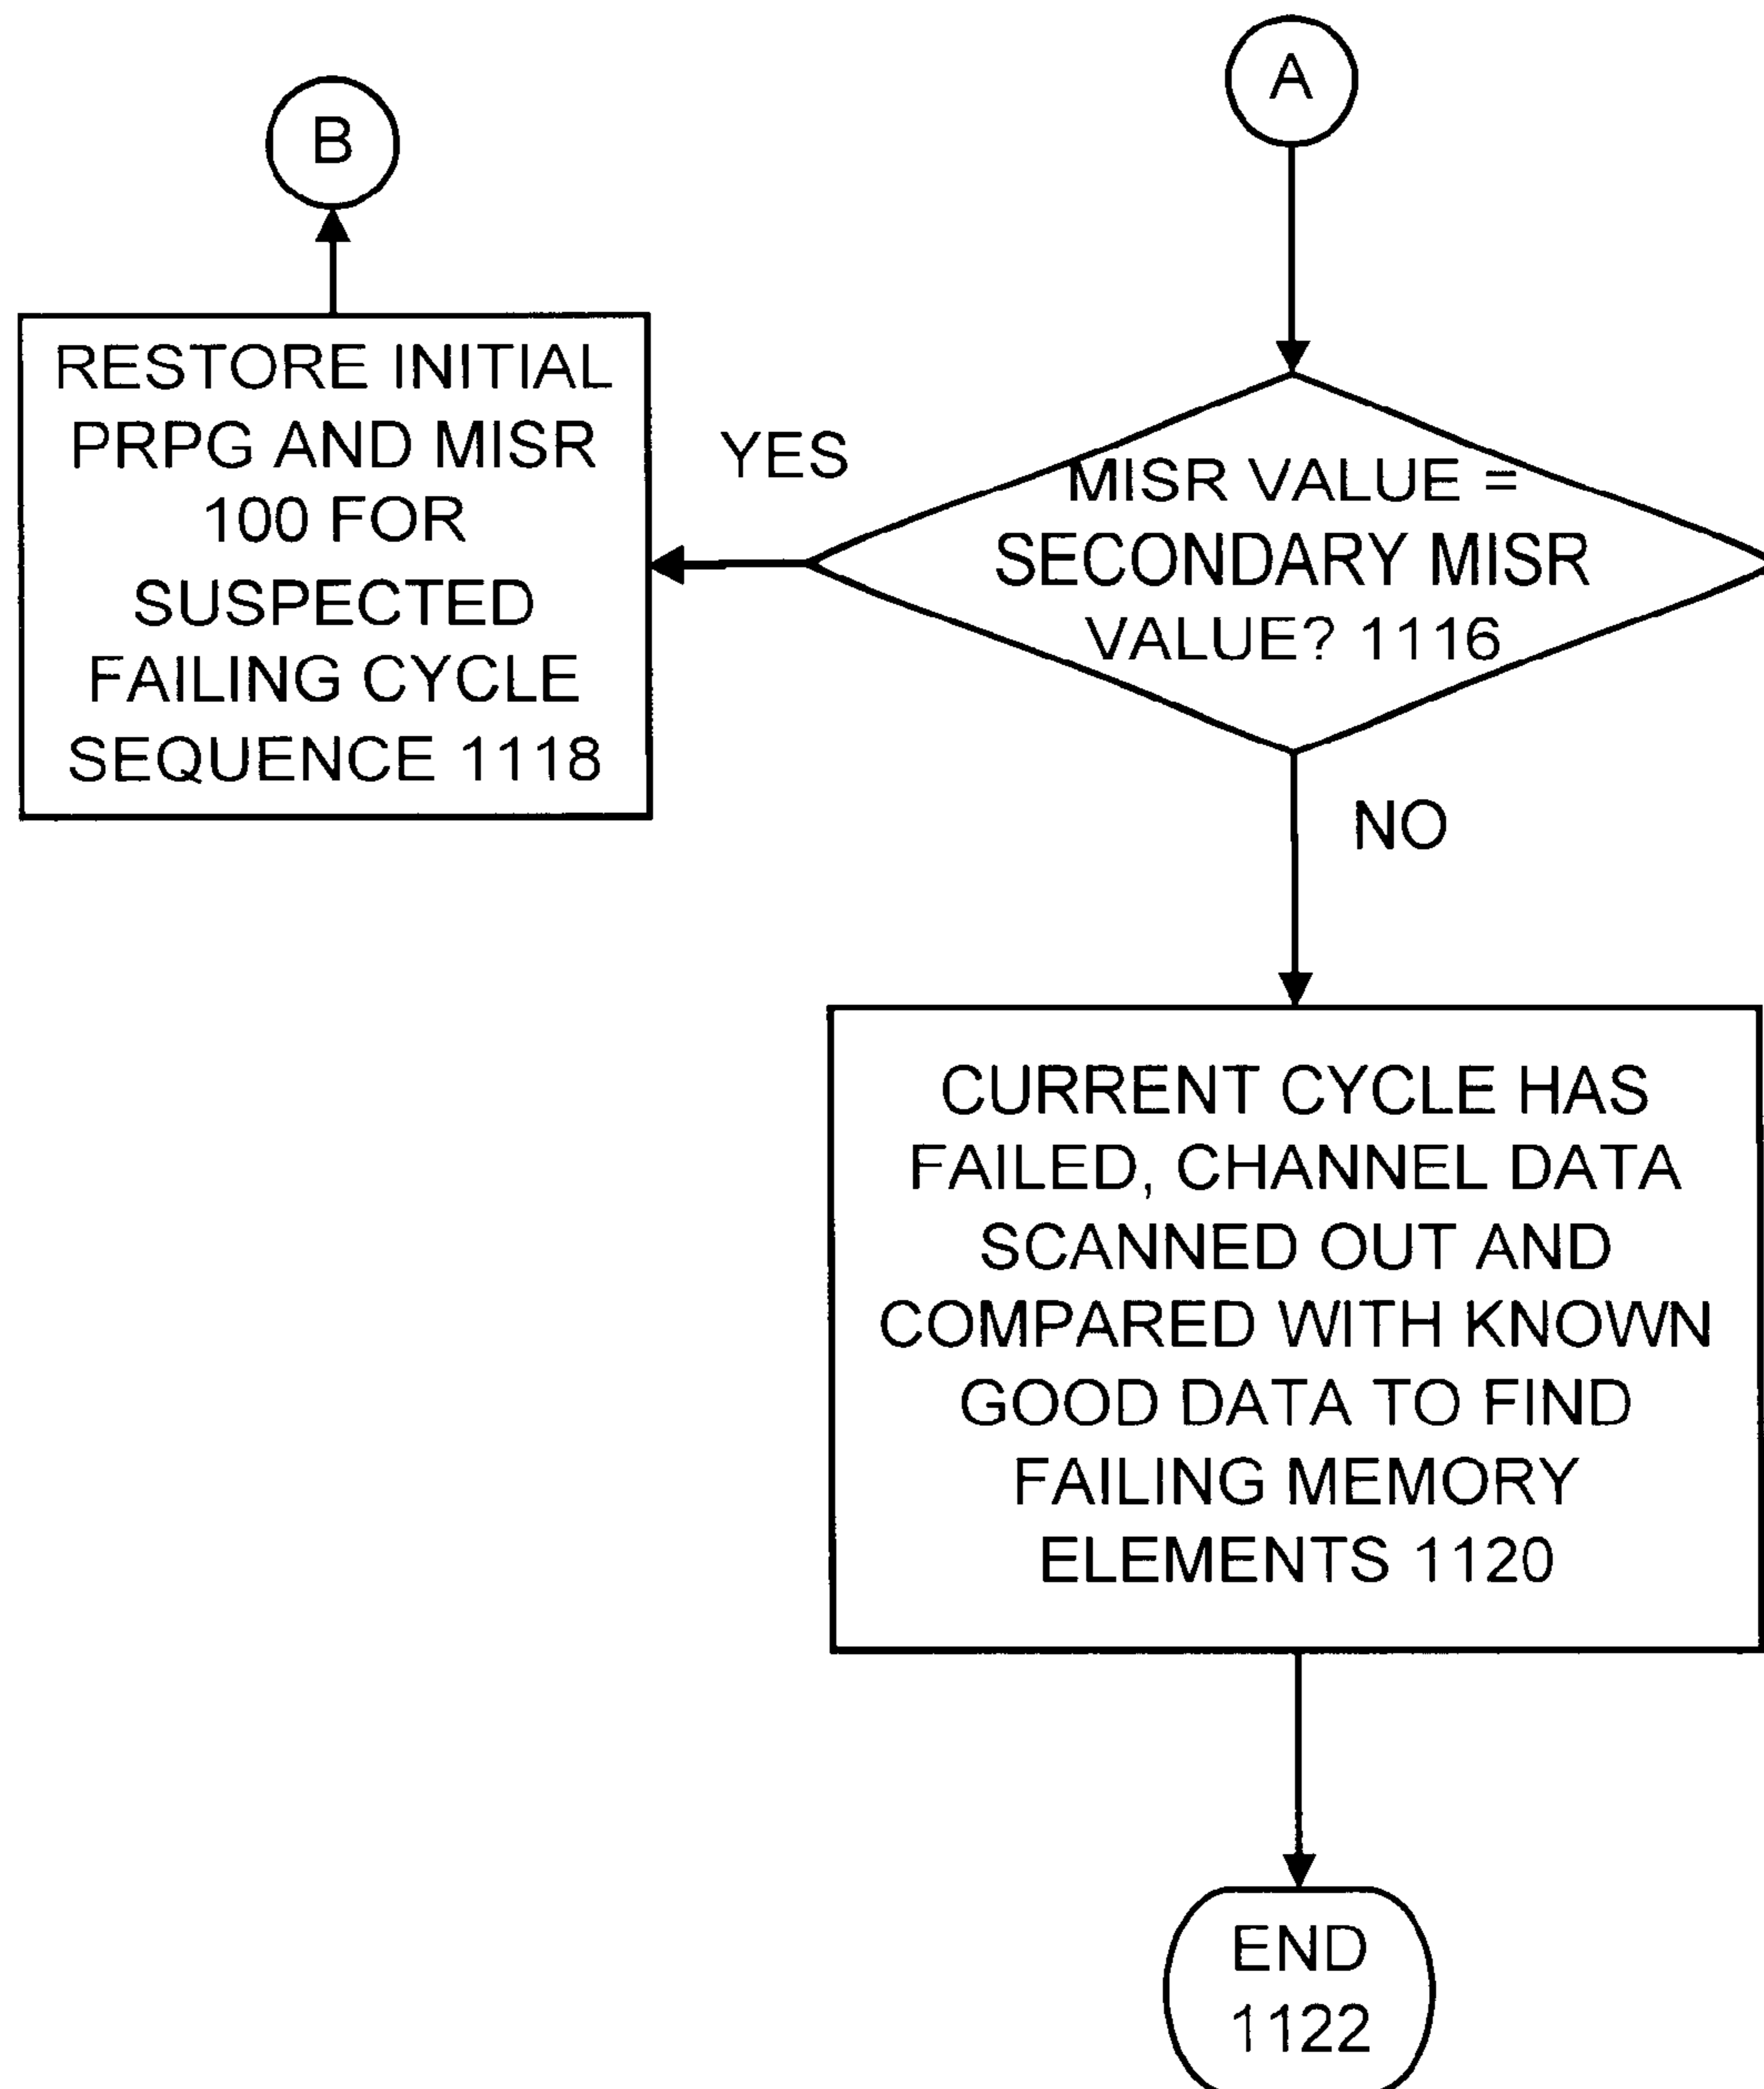 A
B
RESTORE INITIAL
PRPG AND MISR
100 FOR
SUSPECTED
FAILING CYCLE
SEQUENCE 1118
YES
MISR VALUE =
SECONDARY MISR
VALUE? 1116
NO
CURRENT CYCLE HAS
FAILED, CHANNEL DATA
SCANNED OUT AND
COMPARED WITH KNOWN
GOOD DATA TO FIND
FAILING MEMORY
ELEMENTS 1120
END
1122